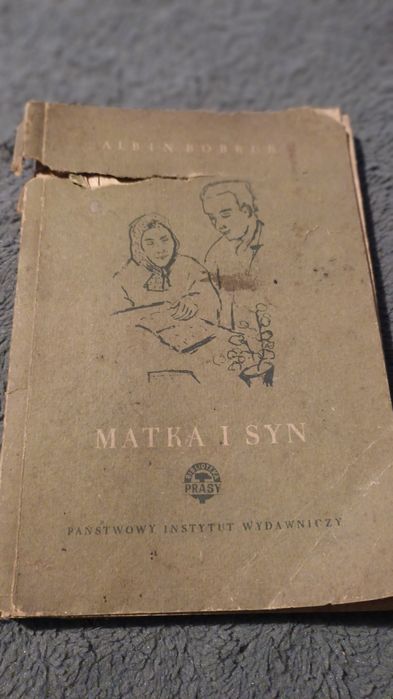 ALBIN BOBRUK
MATKA I SYN
BIBLIOTEKA
PRASY
PAŃSTWOWY INSTYTUT WYDAWNICZY